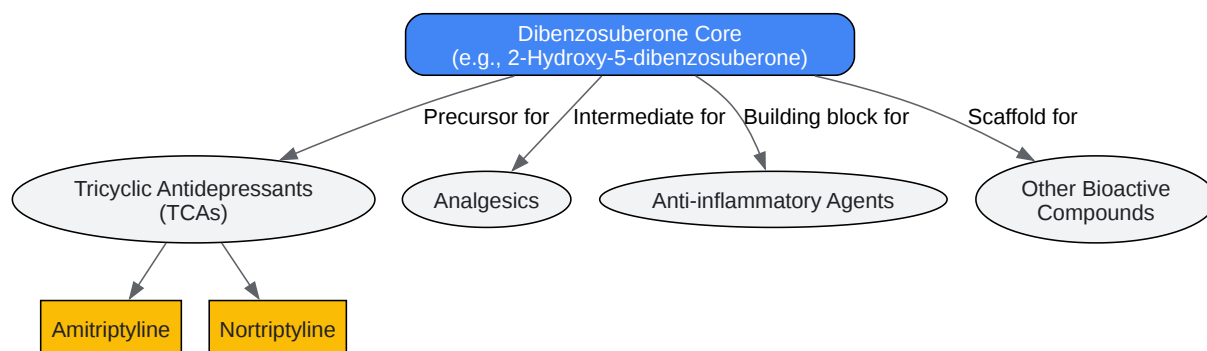 Dibenzosuberone Core
(e.g., 2-Hydroxy-5-dibenzosuberone)
Precursor for
Intermediate for
Building block for
Scaffold for
Tricyclic Antidepressants
(TCAs)
Analgesics
Anti-inflammatory Agents
Other Bioactive
Compounds
Amitriptyline
Nortriptyline